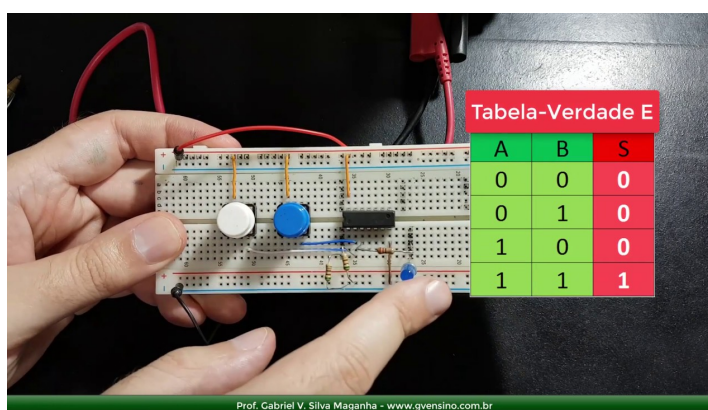 Tabela-Verdade E
A B S
0 0 0
0 1 0
1 0 0
1 1 1
Prof. Gabriel V. Silva Maganha - www.gvensino.com.br